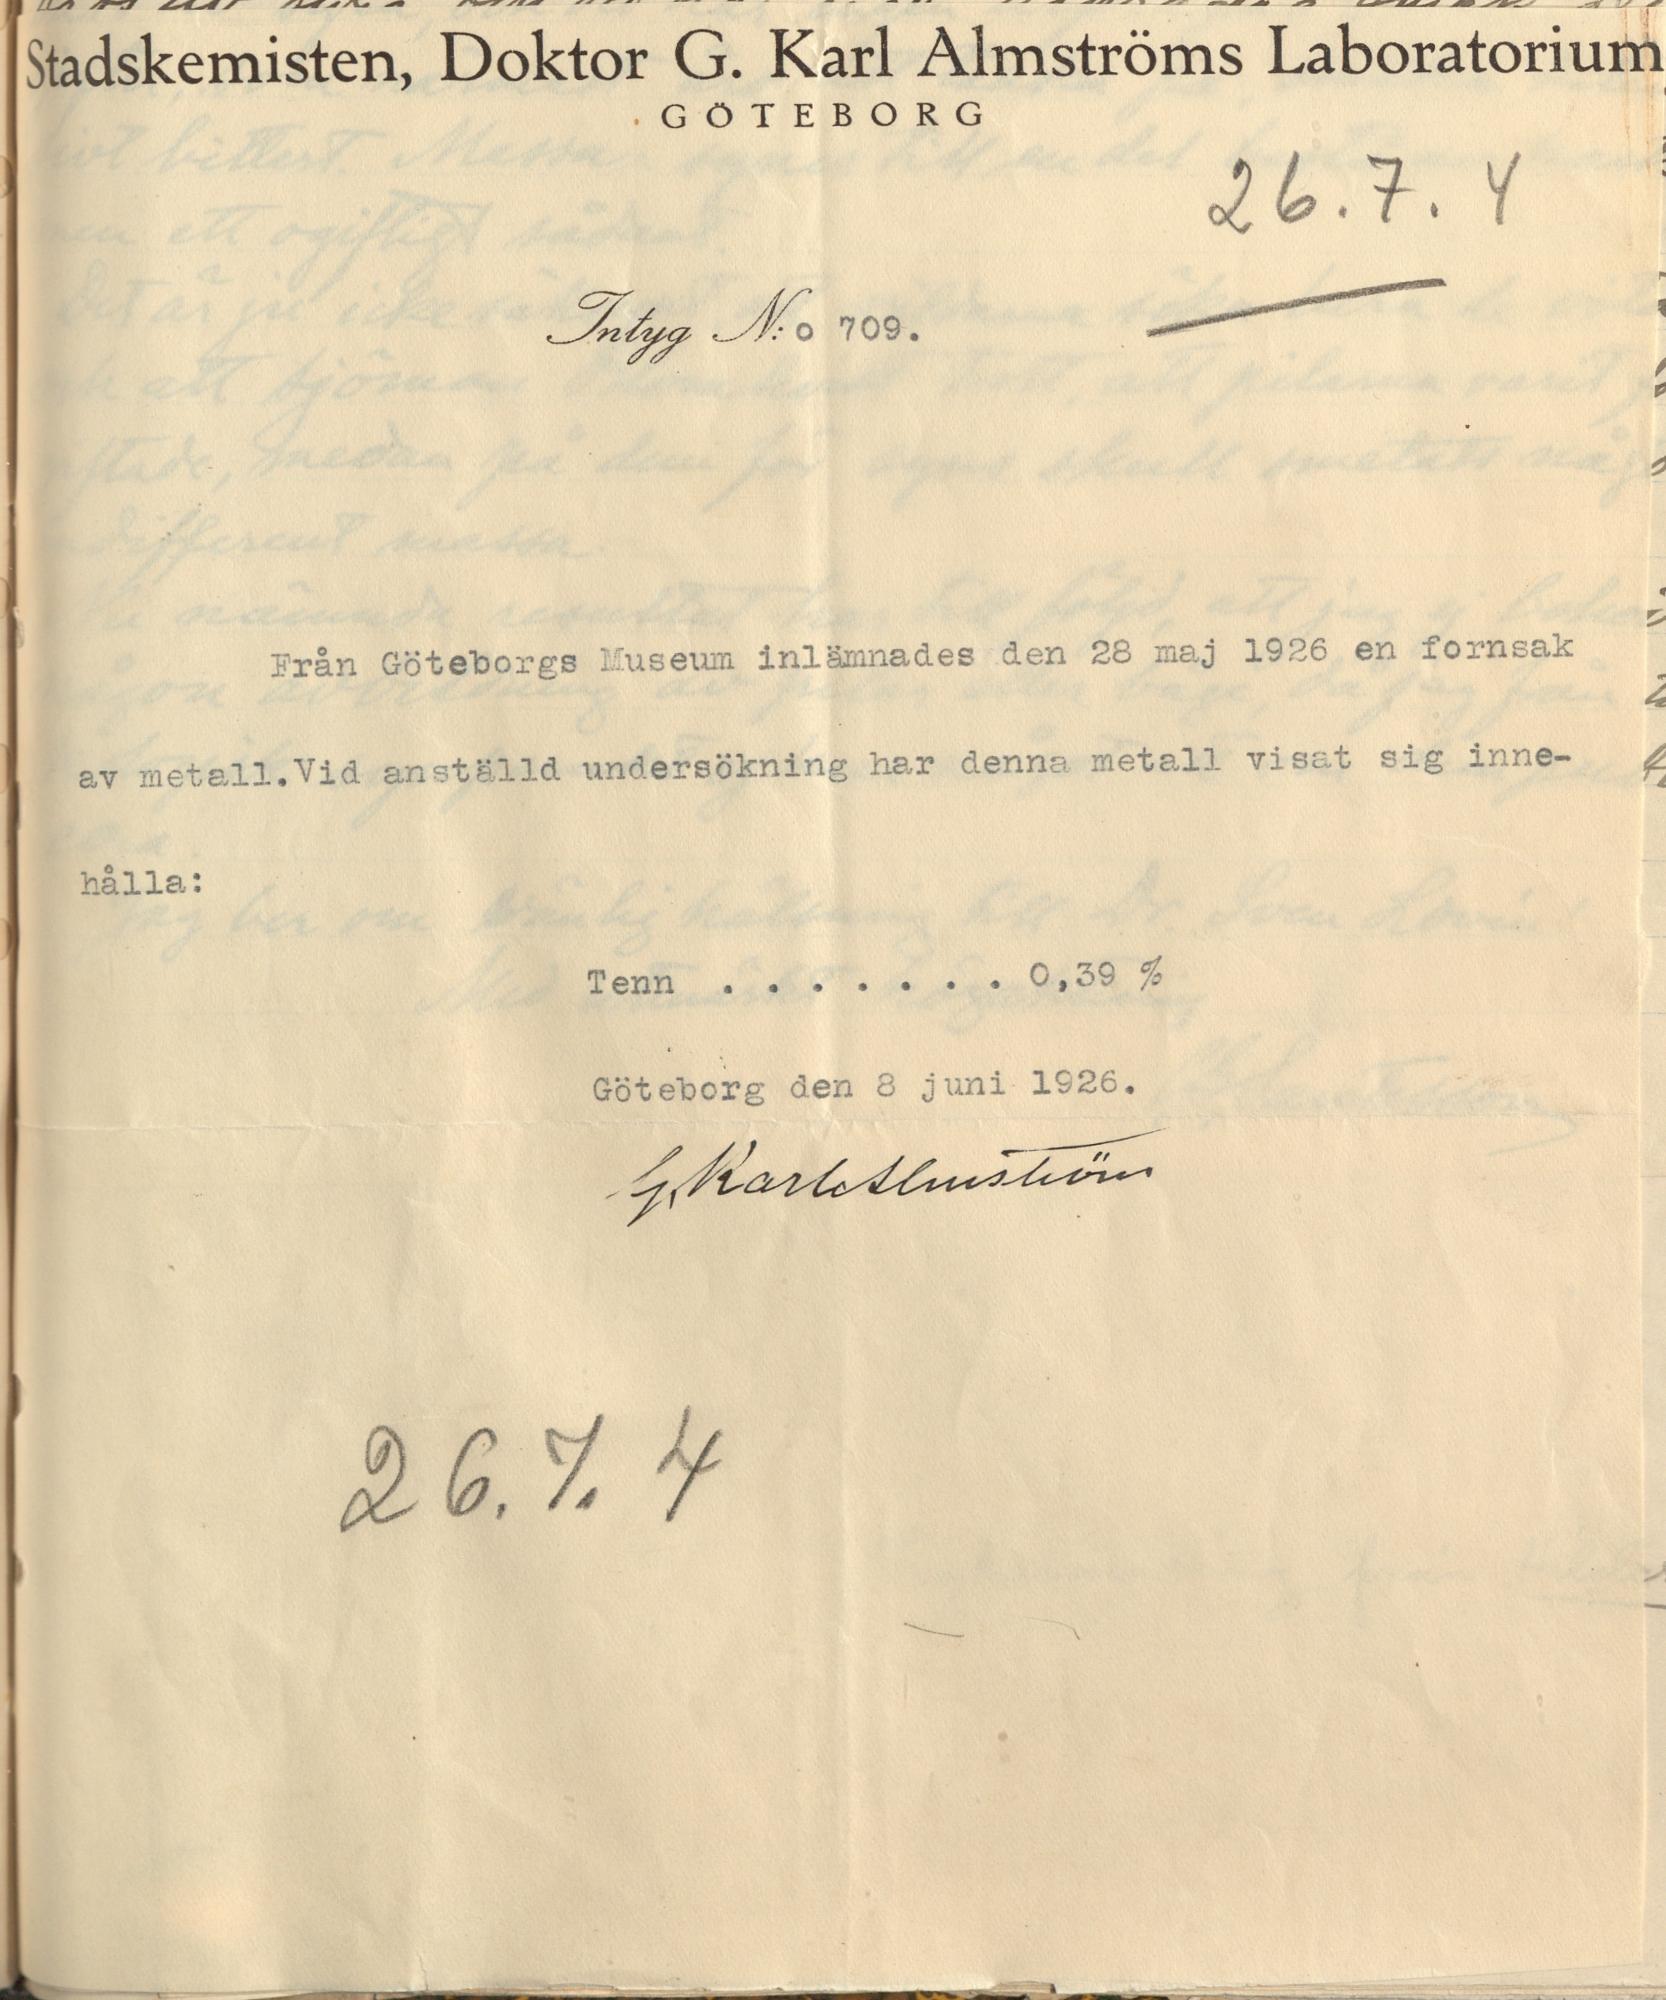 Stadskemisten, Doktor G. Karl Almströms Laboratorium
GÖTEBORG
26.7.4
Intyg N:o 709.
Från Göteborgs Museum inlämnades den 28 maj 1926 en fornsak
av metall.Vid anställd undersökning har denna metall visat sig inne-
hålla:
Tenn . . . . . . . 0,39 %
Göteborg den 8 juni 1926.
G. Karl Almström
26.7.4